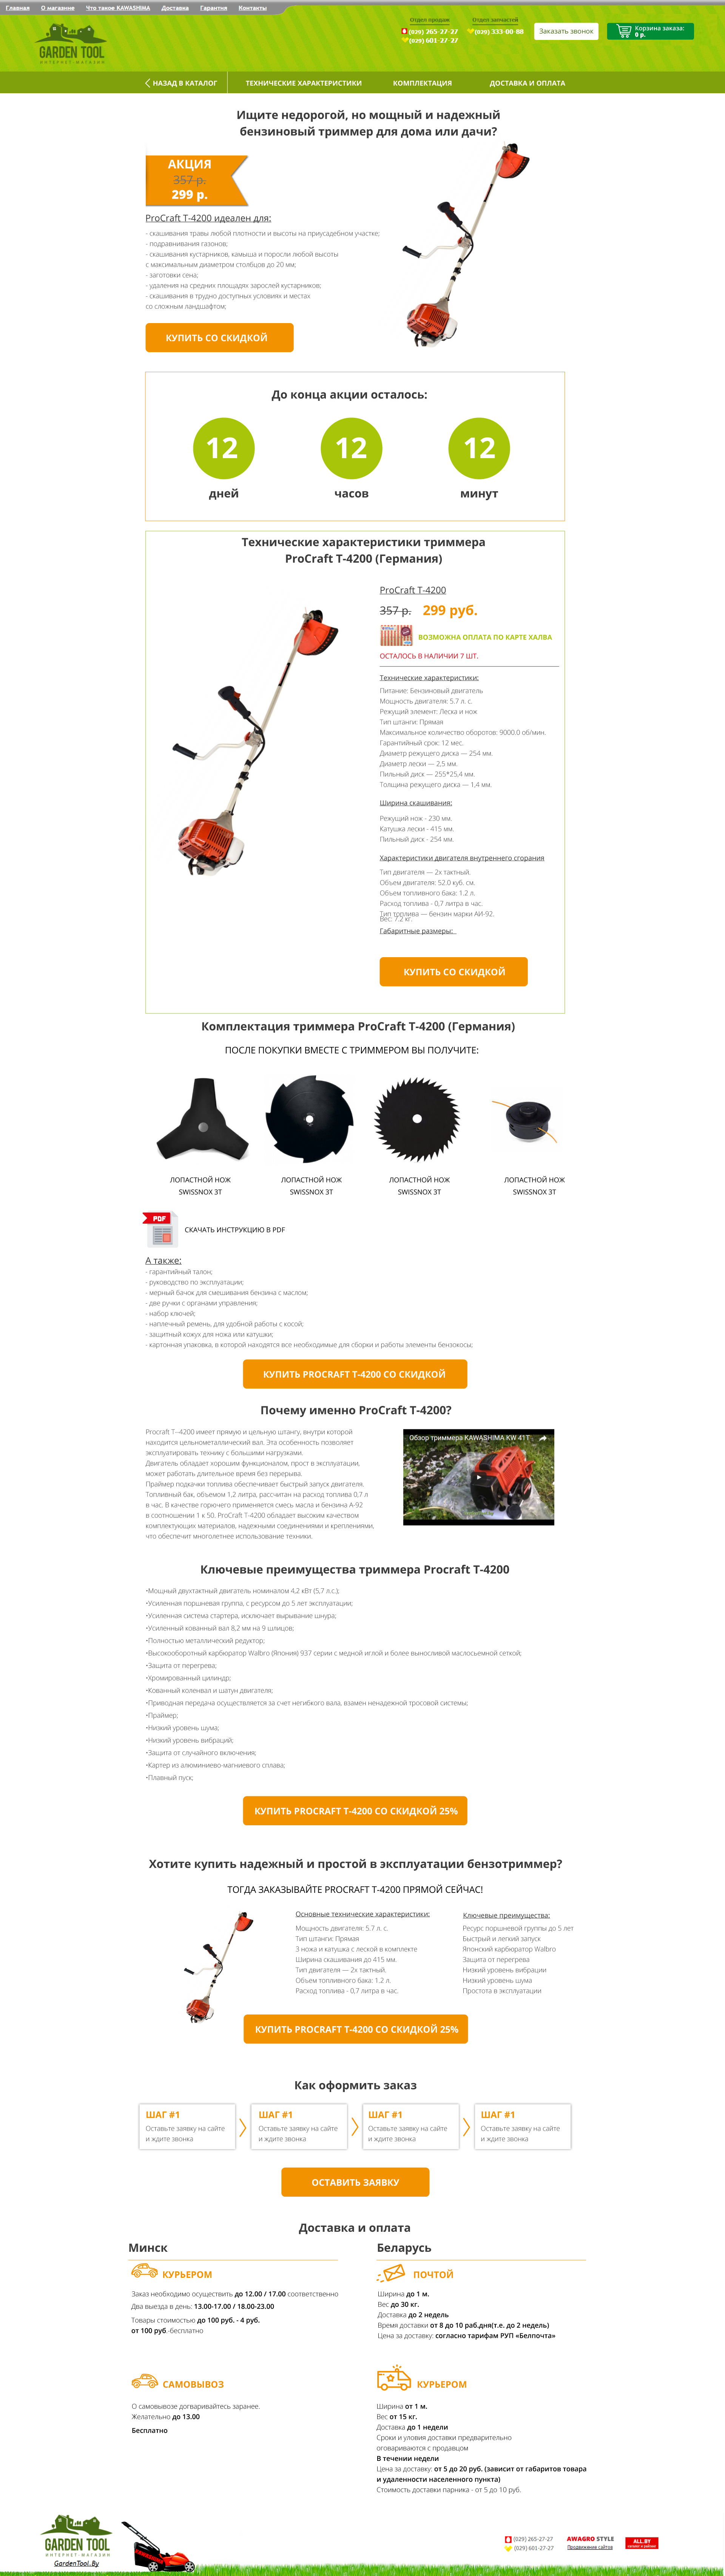 Главная О магазине Что такое KAWASHIMA Доставка Гарантия Контакты
GARDEN TOOL
ИНТЕРНЕТ-МАГАЗИН
Отдел продаж
(029) 265-27-27
(029) 601-27-27
Отдел запчастей
(029) 333-00-88
Заказать звонок
Корзина заказа:
0 р.
НАЗАД В КАТАЛОГ
ТЕХНИЧЕСКИЕ ХАРАКТЕРИСТИКИ
КОМПЛЕКТАЦИЯ
ДОСТАВКА И ОПЛАТА
Ищите недорогой, но мощный и надежный
бензиновый триммер для дома или дачи?
АКЦИЯ
357 р.
299 р.
ProCraft T-4200 идеален для:
- скашивания травы любой плотности и высоты на приусадебном участке;
- подравнивания газонов;
- скашивания кустарников, камыша и поросли любой высоты
с максимальным диаметром столбцов до 20 мм;
- заготовки сена;
- удаления на средних площадях зарослей кустарников;
- скашивания в трудно доступных условиях и местах
со сложным ландшафтом;
КУПИТЬ СО СКИДКОЙ
До конца акции осталось:
12 12 12
дней часов минут
Технические характеристики триммера
ProCraft T-4200 (Германия)
ProCraft T-4200
357 р. 299 руб.
ВОЗМОЖНА ОПЛАТА ПО КАРТЕ ХАЛВА
ОСТАЛОСЬ В НАЛИЧИИ 7 ШТ.
Технические характеристики:
Питание: Бензиновый двигатель
Мощность двигателя: 5.7 л. с.
Режущий элемент: Леска и нож
Тип штанги: Прямая
Максимальное количество оборотов: 9000.0 об/мин.
Гарантийный срок: 12 мес.
Диаметр режущего диска — 254 мм.
Диаметр лески — 2,5 мм.
Пильный диск — 255*25,4 мм.
Толщина режущего диска — 1,4 мм.
Ширина скашивания:
Режущий нож - 230 мм.
Катушка лески - 415 мм.
Пильный диск - 254 мм.
Характеристики двигателя внутреннего сгорания
Тип двигателя — 2х тактный.
Объем двигателя: 52.0 куб. см.
Объем топливного бака: 1.2 л.
Расход топлива - 0,7 литра в час.
Тип топлива — бензин марки АИ-92.
Вес: 7.2 кг.
Габаритные размеры:
КУПИТЬ СО СКИДКОЙ
Комплектация триммера ProCraft T-4200 (Германия)
ПОСЛЕ ПОКУПКИ ВМЕСТЕ С ТРИММЕРОМ ВЫ ПОЛУЧИТЕ:
ЛОПАСТНОЙ НОЖ ЛОПАСТНОЙ НОЖ ЛОПАСТНОЙ НОЖ ЛОПАСТНОЙ НОЖ
SWISSNOX 3T SWISSNOX 3T SWISSNOX 3T SWISSNOX 3T
PDF
СКАЧАТЬ ИНСТРУКЦИЮ В PDF
А также:
- гарантийный талон;
- руководство по эксплуатации;
- мерный бачок для смешивания бензина с маслом;
- две ручки с органами управления;
- набор ключей;
- наплечный ремень, для удобной работы с косой;
- защитный кожух для ножа или катушки;
- картонная упаковка, в которой находятся все необходимые для сборки и работы элементы бензокосы;
КУПИТЬ PROCRAFT T-4200 СО СКИДКОЙ
Почему именно ProCraft T-4200?
Procraft T--4200 имеет прямую и цельную штангу, внутри которой
находится цельнометаллический вал. Эта особенность позволяет
эксплуатировать технику с большими нагрузками.
Двигатель обладает хорошим функционалом, прост в эксплуатации,
может работать длительное время без перерыва.
Праймер подкачки топлива обеспечивает быстрый запуск двигателя.
Топливный бак, объемом 1,2 литра, рассчитан на расход топлива 0,7 л
в час. В качестве горючего применяется смесь масла и бензина А-92
в соотношении 1 к 50. ProCraft T-4200 обладает высоким качеством
комплектующих материалов, надежными соединениями и креплениями,
что обеспечит многолетнее использование техники.
Обзор триммера KAWASHIMA KW 41T
Ключевые преимущества триммера Procraft T-4200
•Мощный двухтактный двигатель номиналом 4,2 кВт (5,7 л.с.);
•Усиленная поршневая группа, с ресурсом до 5 лет эксплуатации;
•Усиленная система стартера, исключает вырывание шнура;
•Усиленный кованный вал 8,2 мм на 9 шлицов;
•Полностью металлический редуктор;
•Высокооборотный карбюратор Walbro (Япония) 937 серии с медной иглой и более выносливой маслосъемной сеткой;
•Защита от перегрева;
•Хромированный цилиндр;
•Кованный коленвал и шатун двигателя;
•Приводная передача осуществляется за счет негибкого вала, взамен ненадежной тросовой системы;
•Праймер;
•Низкий уровень шума;
•Низкий уровень вибраций;
•Защита от случайного включения;
•Картер из алюминиево-магниевого сплава;
•Плавный пуск;
КУПИТЬ PROCRAFT T-4200 СО СКИДКОЙ 25%
Хотите купить надежный и простой в эксплуатации бензотриммер?
ТОГДА ЗАКАЗЫВАЙТЕ PROCRAFT T-4200 ПРЯМОЙ СЕЙЧАС!
Основные технические характеристики:
Мощность двигателя: 5.7 л. с.
Тип штанги: Прямая
3 ножа и катушка с леской в комплекте
Ширина скашивания до 415 мм.
Тип двигателя — 2х тактный.
Объем топливного бака: 1.2 л.
Расход топлива - 0,7 литра в час.
Ключевые преимущества:
Ресурс поршневой группы до 5 лет
Быстрый и легкий запуск
Японский карбюратор Walbro
Защита от перегрева
Низкий уровень вибрации
Низкий уровень шума
Простота в эксплуатации
КУПИТЬ PROCRAFT T-4200 СО СКИДКОЙ 25%
Как оформить заказ
ШАГ #1 ШАГ #1 ШАГ #1 ШАГ #1
Оставьте заявку на сайте Оставьте заявку на сайте Оставьте заявку на сайте Оставьте заявку на сайте
и ждите звонка и ждите звонка и ждите звонка и ждите звонка
ОСТАВИТЬ ЗАЯВКУ
Доставка и оплата
Минск
КУРЬЕРОМ
Заказ необходимо осуществить до 12.00 / 17.00 соответственно
Два выезда в день: 13.00-17.00 / 18.00-23.00
Товары стоимостью до 100 руб. - 4 руб.
от 100 руб.-бесплатно
САМОВЫВОЗ
О самовывозе договаривайтесь заранее.
Желательно до 13.00
Бесплатно
Беларусь
ПОЧТОЙ
Ширина до 1 м.
Вес до 30 кг.
Доставка до 2 недель
Время доставки от 8 до 10 раб.дня(т.е. до 2 недель)
Цена за доставку: согласно тарифам РУП «Белпочта»
КУРЬЕРОМ
Ширина от 1 м.
Вес от 15 кг.
Доставка до 1 недели
Сроки и уловия доставки предварительно
оговариваются с продавцом
В течении недели
Цена за доставку: от 5 до 20 руб. (зависит от габаритов товара
и удаленности населенного пункта)
Стоимость доставки парника - от 5 до 10 руб.
GARDEN TOOL
ИНТЕРНЕТ-МАГАЗИН
GardenTool.By
(029) 265-27-27
(029) 601-27-27
AWAGRO STYLE
Продвижение сайтов
ALL.BY